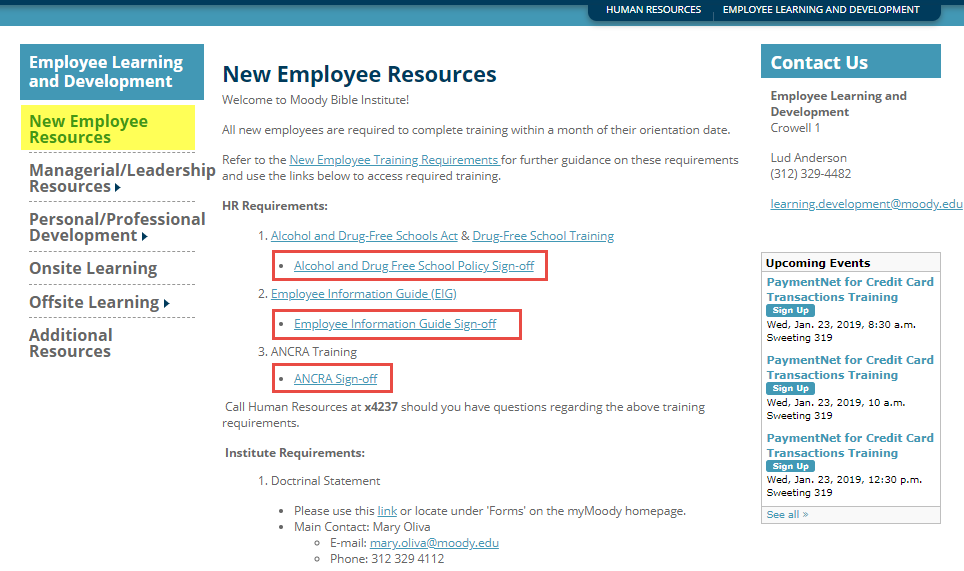 HUMAN RESOURCES EMPLOYEE LEARNING AND DEVELOPMENT
Employee Learning
and Development
New Employee
Resources
Managerial/Leadership
Resources
Personal/Professional
Development
Onsite Learning
Offsite Learning
Additional
Resources
New Employee Resources
Welcome to Moody Bible Institute!
All new employees are required to complete training within a month of their orientation date.
Refer to the New Employee Training Requirements for further guidance on these requirements
and use the links below to access required training.
HR Requirements:
1. Alcohol and Drug-Free Schools Act & Drug-Free School Training
• Alcohol and Drug Free School Policy Sign-off
2. Employee Information Guide (EIG)
• Employee Information Guide Sign-off
3. ANCRA Training
• ANCRA Sign-off
Call Human Resources at x4237 should you have questions regarding the above training
requirements.
Institute Requirements:
1. Doctrinal Statement
• Please use this link or locate under 'Forms' on the myMoody homepage.
• Main Contact: Mary Oliva
○ E-mail: mary.oliva@moody.edu
○ Phone: 312 329 4112
Contact Us
Employee Learning and
Development
Crowell 1
Lud Anderson
(312) 329-4482
learning.development@moody.edu
Upcoming Events
PaymentNet for Credit Card
Transactions Training
Sign Up
Wed, Jan. 23, 2019, 8:30 a.m.
Sweeting 319
PaymentNet for Credit Card
Transactions Training
Sign Up
Wed, Jan. 23, 2019, 10 a.m.
Sweeting 319
PaymentNet for Credit Card
Transactions Training
Sign Up
Wed, Jan. 23, 2019, 12:30 p.m.
Sweeting 319
See all »